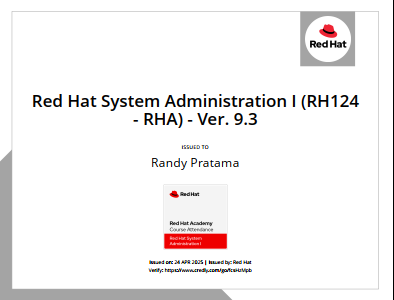 Red Hat
Red Hat System Administration I (RH124
- RHA) - Ver. 9.3
ISSUED TO
Randy Pratama
Red Hat
Red Hat Academy
Course Attendance
Red Hat System
Administration I
Issued on: 24 APR 2025 | Issued by: Red Hat
Verify: https://www.credly.com/go/